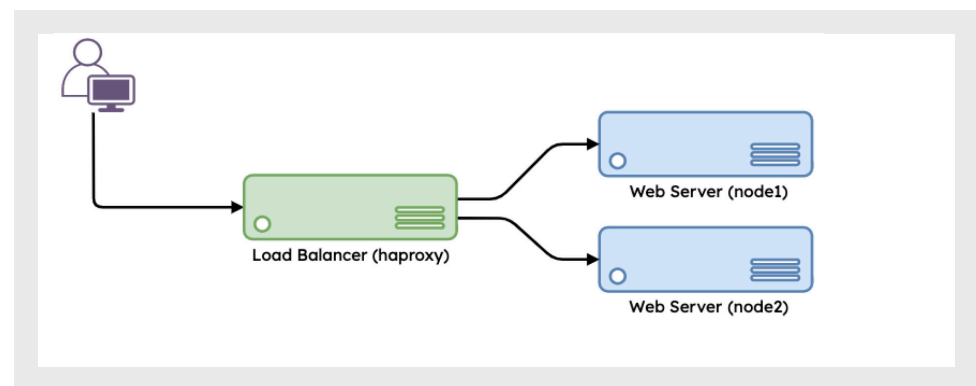 Web Server (node1)
Load Balancer (haproxy)
Web Server (node2)